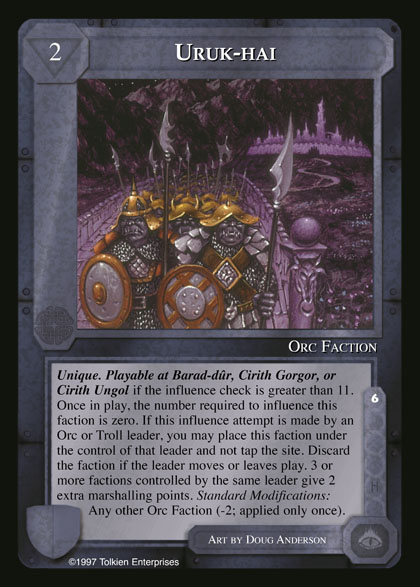 2
URUK-HAI
ORC FACTION
Unique. Playable at Barad-dûr, Cirith Gorgor, or
Cirith Ungol if the influence check is greater than 11.
Once in play, the number required to influence this
faction is zero. If this influence attempt is made by an
Orc or Troll leader, you may place this faction under
the control of that leader and not tap the site. Discard
the faction if the leader moves or leaves play. 3 or
more factions controlled by the same leader give 2
extra marshalling points. Standard Modifications:
Any other Orc Faction (-2; applied only once).
6
H
ART BY DOUG ANDERSON
©1997 Tolkien Enterprises